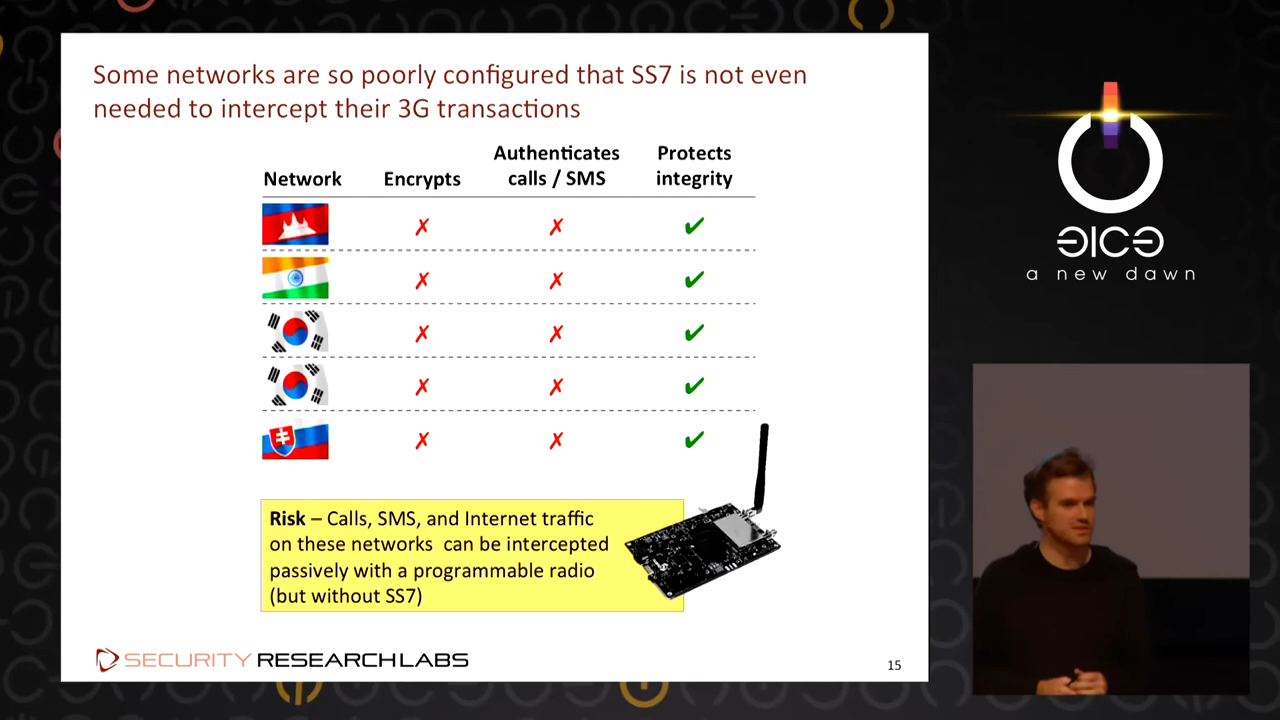 Some networks are so poorly configured that SS7 is not even
needed to intercept their 3G transactions
Network
Encrypts
Authenticates
calls / SMS
Protects
integrity
✗ ✗ ✔
✗ ✗ ✔
✗ ✗ ✔
✗ ✗ ✔
✗ ✗ ✔
Risk – Calls, SMS, and Internet traffic
on these networks can be intercepted
passively with a programmable radio
(but without SS7)
SECURITY RESEARCH LABS
15
a new dawn